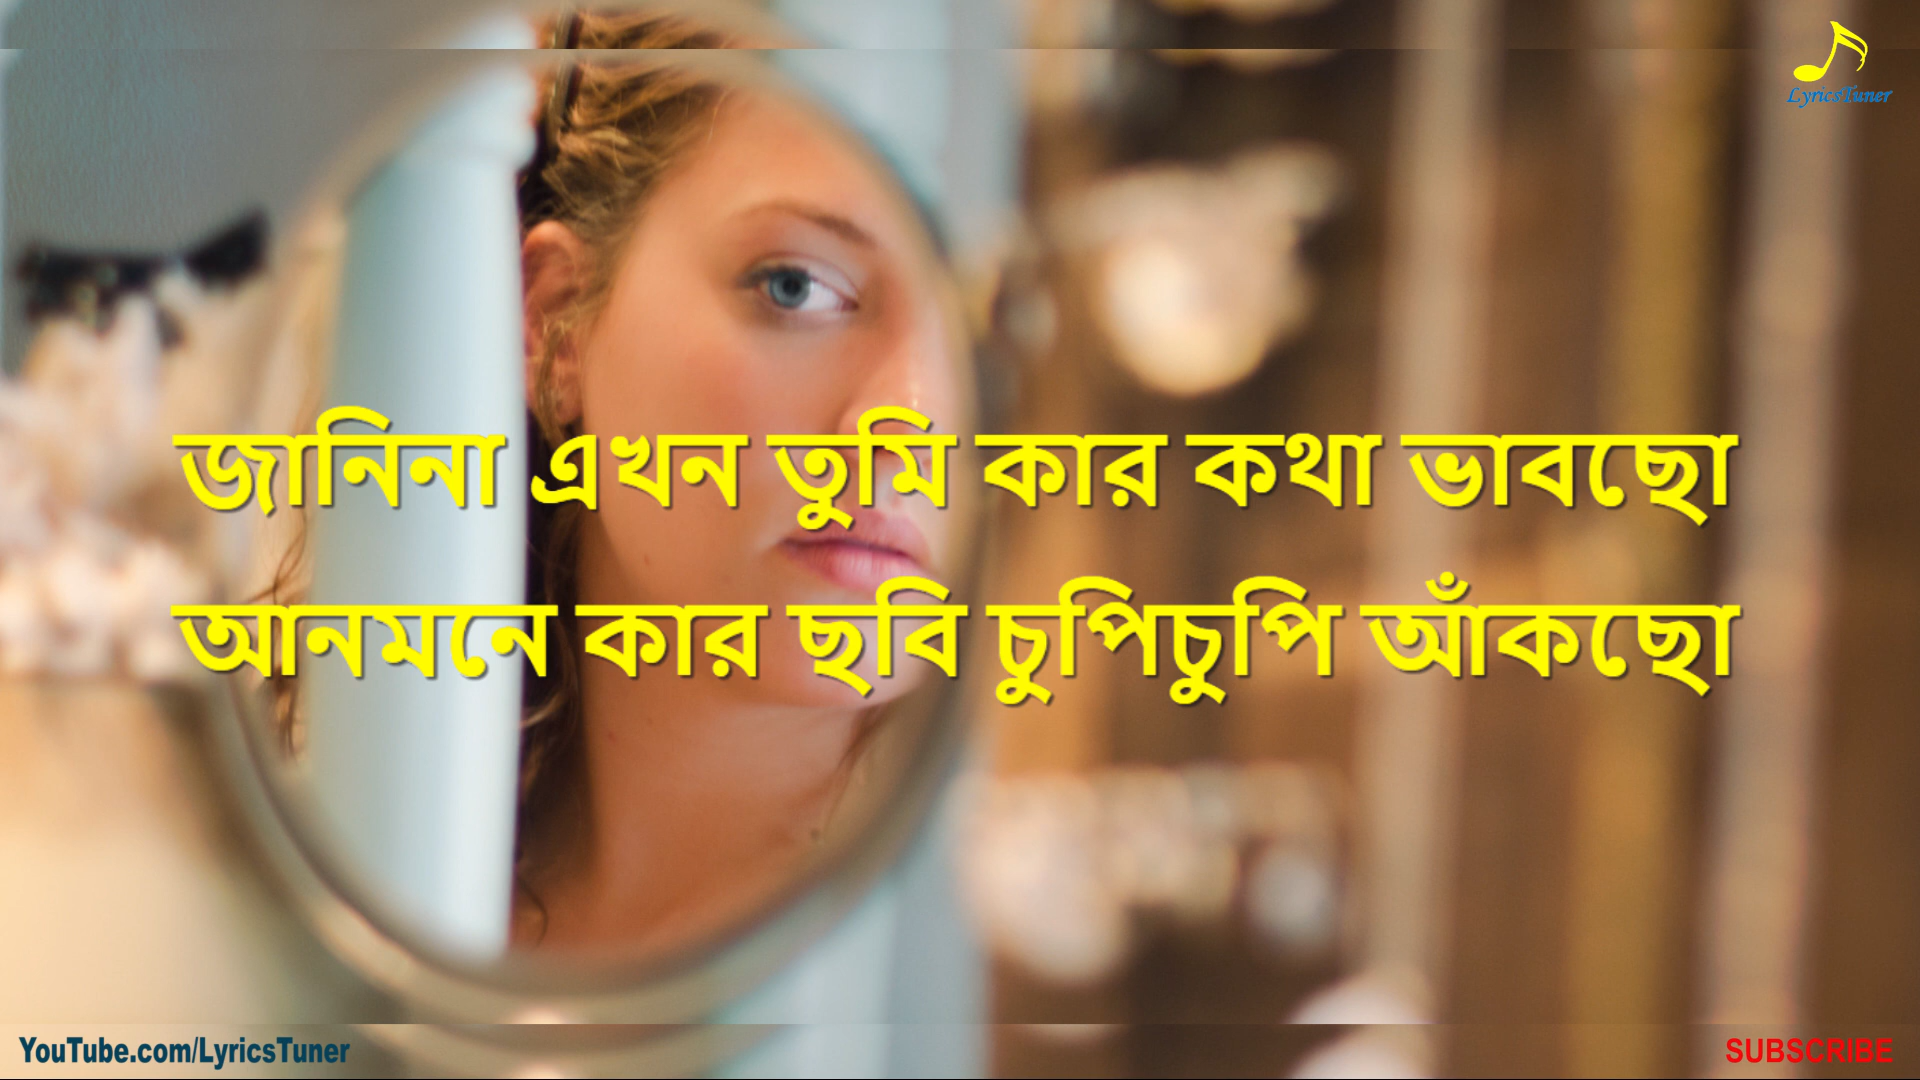 LyricsTuner
জানিনা এখন তুমি কার কথা ভাবছো
আনমনে কার ছবি চুপিচুপি আঁকছো
YouTube.com/LyricsTuner
SUBSCRIBE